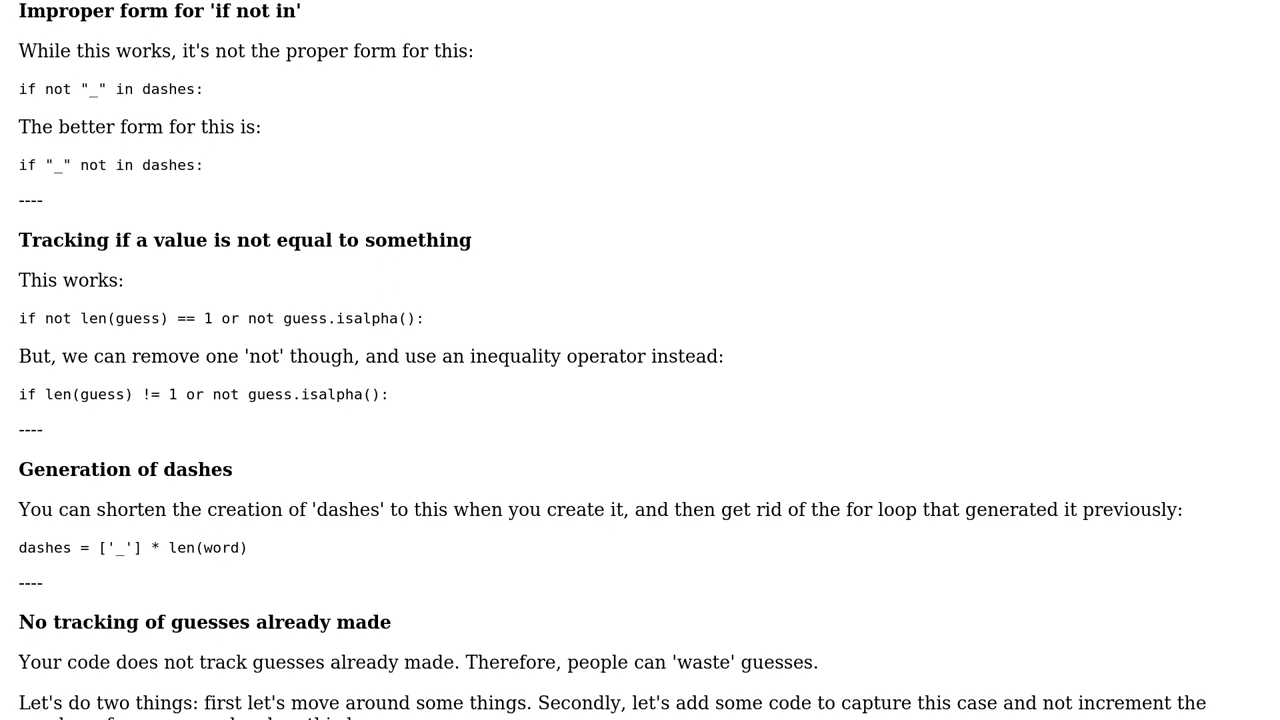 Improper form for 'if not in'
While this works, it's not the proper form for this:
if not "_" in dashes:
The better form for this is:
if "_" not in dashes:
----
Tracking if a value is not equal to something
This works:
if not len(guess) == 1 or not guess.isalpha():
But, we can remove one 'not' though, and use an inequality operator instead:
if len(guess) != 1 or not guess.isalpha():
----
Generation of dashes
You can shorten the creation of 'dashes' to this when you create it, and then get rid of the for loop that generated it previously:
dashes = ['_'] * len(word)
----
No tracking of guesses already made
Your code does not track guesses already made. Therefore, people can 'waste' guesses.
Let's do two things: first let's move around some things. Secondly, let's add some code to capture this case and not increment the